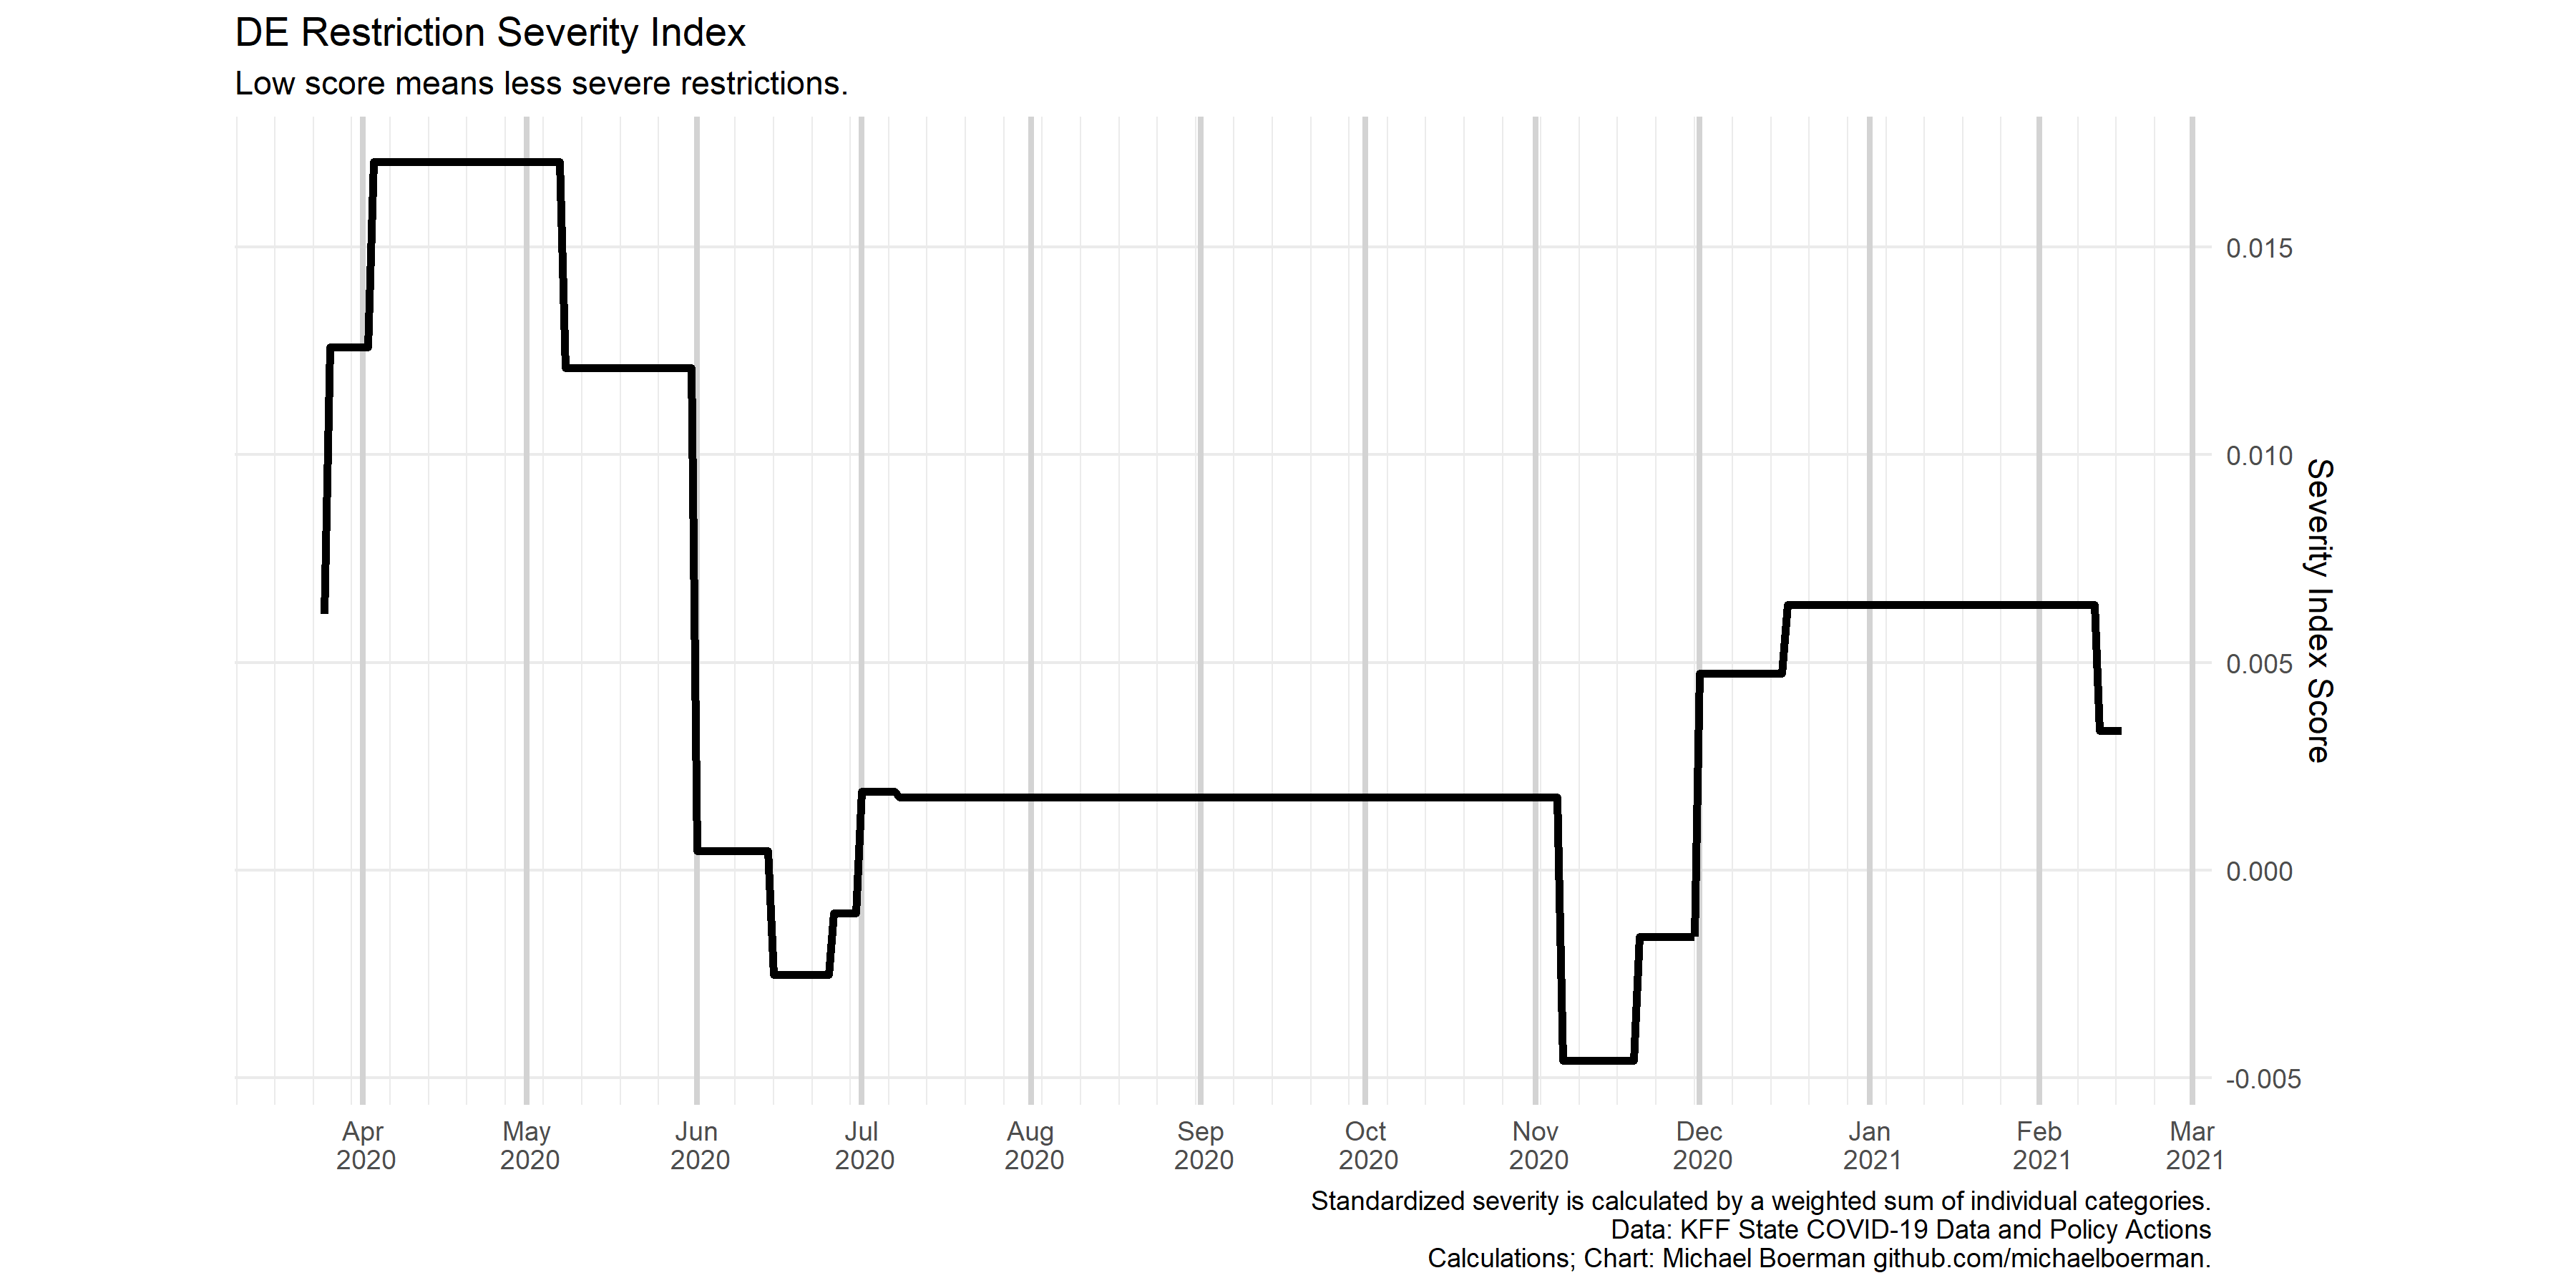 DE Restriction Severity Index
Low score means less severe restrictions.
0.015
0.010
0.005
0.000
-0.005
Severity Index Score
Apr May Jun Jul Aug Sep Oct Nov Dec Jan Feb Mar
2020 2020 2020 2020 2020 2020 2020 2020 2020 2021 2021 2021
Standardized severity is calculated by a weighted sum of individual categories.
Data: KFF State COVID-19 Data and Policy Actions
Calculations; Chart: Michael Boerman github.com/michaelboerman.